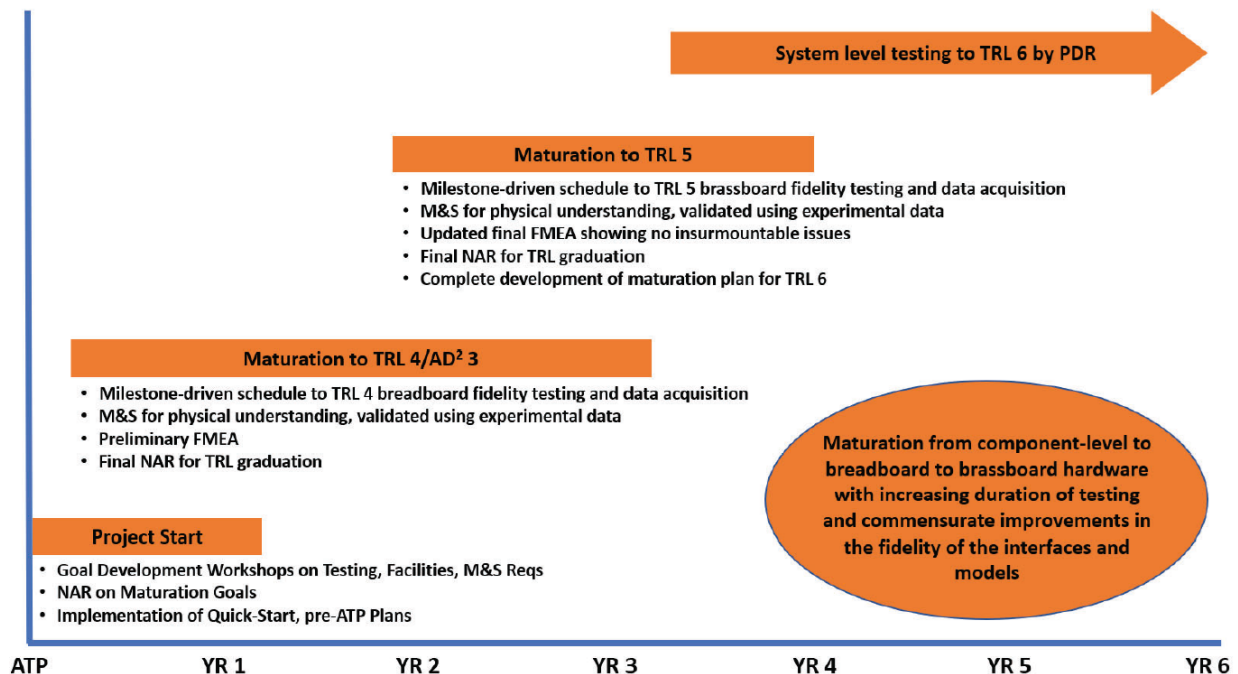 System level testing to TRL 6 by PDR
Maturation to TRL 5
• Milestone-driven schedule to TRL 5 brassboard fidelity testing and data acquisition
• M&S for physical understanding, validated using experimental data
• Updated final FMEA showing no insurmountable issues
• Final NAR for TRL graduation
• Complete development of maturation plan for TRL 6
Maturation to TRL 4/AD² 3
• Milestone-driven schedule to TRL 4 breadboard fidelity testing and data acquisition
• M&S for physical understanding, validated using experimental data
• Preliminary FMEA
• Final NAR for TRL graduation
Maturation from component-level to
breadboard to brassboard hardware
with increasing duration of testing
and commensurate improvements in
the fidelity of the interfaces and
models
Project Start
• Goal Development Workshops on Testing, Facilities, M&S Reqs
• NAR on Maturation Goals
• Implementation of Quick-Start, pre-ATP Plans
ATP YR 1 YR 2 YR 3 YR 4 YR 5 YR 6